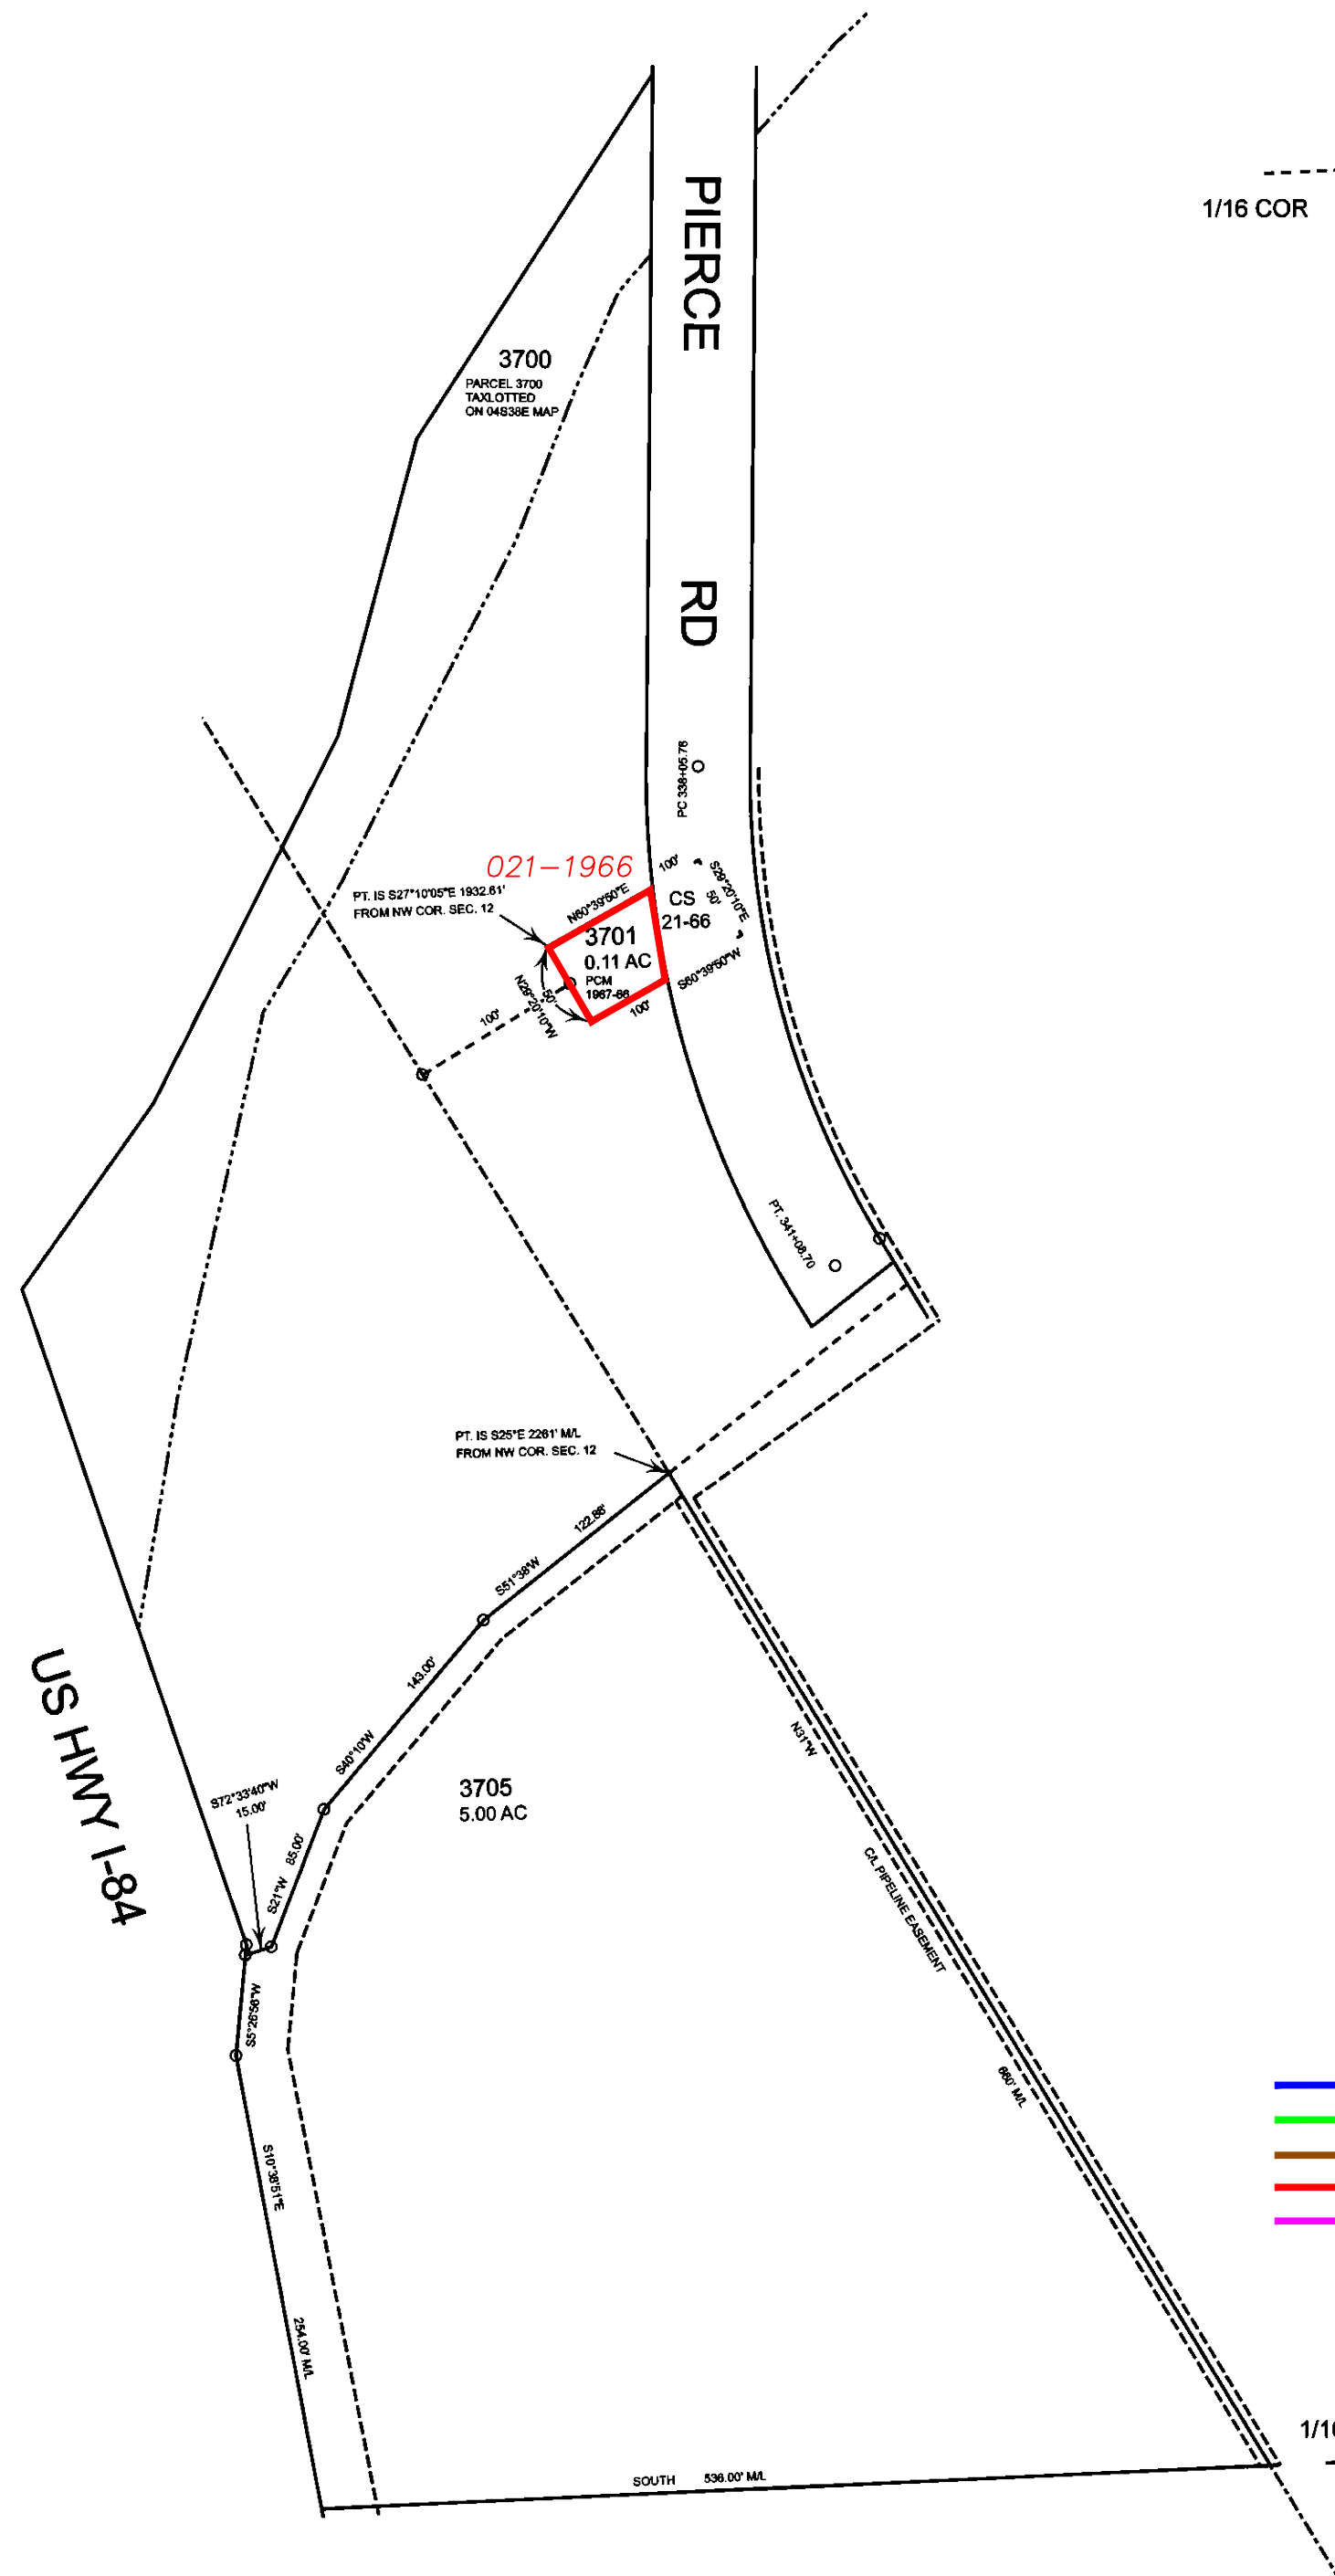 1/16 COR
PIERCE RD
3700
PARCEL 3700
TAXLOTTED
ON 04S38E MAP
PC 338+05.76
021-1966
PT. IS S27°10'05"E 1932.61'
FROM NW COR. SEC. 12
N60°39'50"E
100'
S29°20'10"E
50'
CS
21-66
3701
0.11 AC
PCM
1967-66
S60°39'50"W
100'
N29°20'10"W
50'
100'
PT. 341+08.70
PT. IS S25°E 2261' M/L
FROM NW COR. SEC. 12
122.88'
S51°38'W
143.00'
S40°10'W
US HWY I-84
S72°33'40"W
15.00'
85.00'
S21°W
3705
5.00 AC
N31°W
C/L PIPELINE EASEMENT
660' M/L
S5°26'56"W
S10°38'51"E
254.00' M/L
SOUTH 536.00' M/L